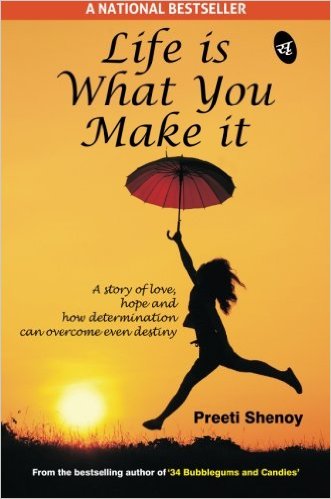 A NATIONAL BESTSELLER
सृ
Life is
What You
Make it
A story of love,
hope and
how determination
can overcome even destiny
Preeti Shenoy
From the bestselling author of '34 Bubblegums and Candies'